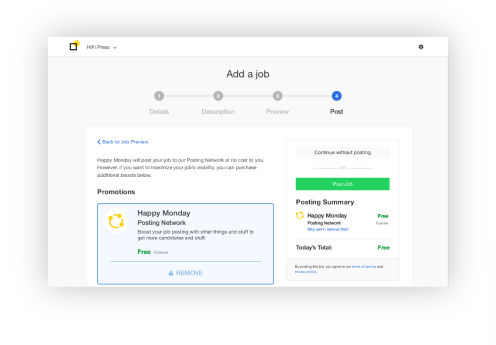 HiFi Press
Add a job
1
2
3
4
Details
Description
Preview
Post
Back to Job Preview
Happy Monday will post your job to our Posting Network at no cost to you.
However, if you want to maximize your job's visibility, you can purchase
additional boosts below.
Promotions
Happy Monday
Posting Network
Boost your job posting with other things and stuff to
get more candidates and stuff.
Free Forever
REMOVE
Continue without posting
OR
Post Job
Posting Summary
Happy Monday Free
Posting Network Forever
Why can't I remove this?
Today's Total: Free
By posting this job, you agree to our terms of service and
privacy policy.